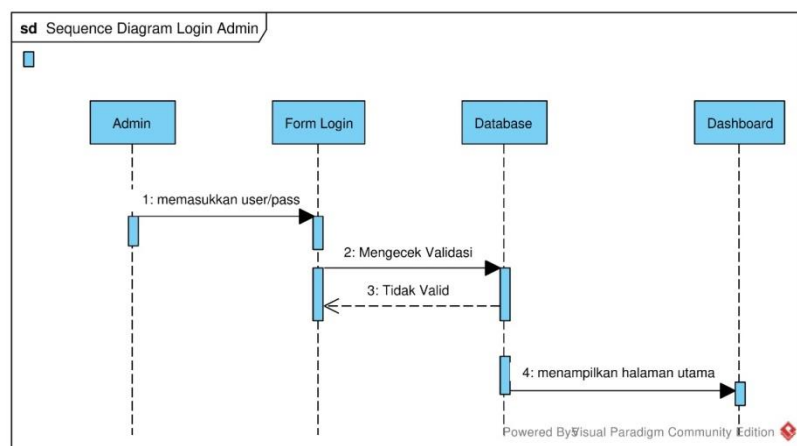 sd Sequence Diagram Login Admin
Admin
Form Login
Database
Dashboard
1: memasukkan user/pass
2: Mengecek Validasi
3: Tidak Valid
4: menampilkan halaman utama
Powered By Visual Paradigm Community Edition